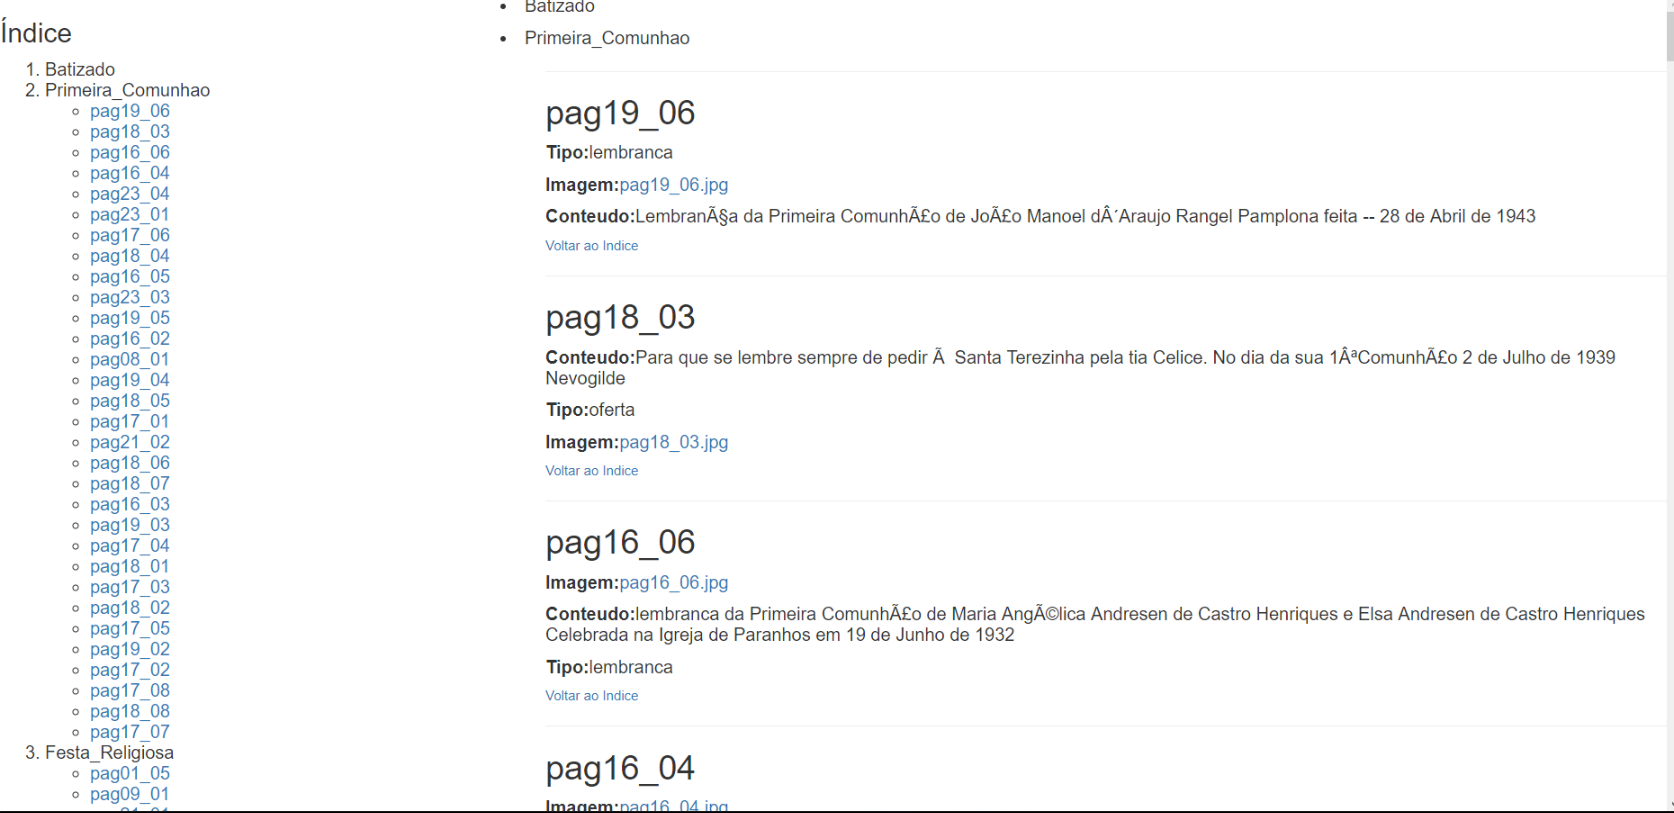 Índice
1. Batizado
2. Primeira_Comunhao
pag19_06
pag18_03
pag16_06
pag16_04
pag23_04
pag23_01
pag17_06
pag18_04
pag16_05
pag23_03
pag19_05
pag16_02
pag08_01
pag19_04
pag18_05
pag17_01
pag21_02
pag18_06
pag18_07
pag16_03
pag19_03
pag17_04
pag18_01
pag17_03
pag18_02
pag17_05
pag19_02
pag17_02
pag17_08
pag18_08
pag17_07
3. Festa_Religiosa
pag01_05
pag09_01
Batizado
Primeira_Comunhao
pag19_06
Tipo:lembranca
Imagem:pag19_06.jpg
Conteudo:LembranÃ§a da Primeira ComunhÃ£o de JoÃ£o Manoel dÂ´Araujo Rangel Pamplona feita -- 28 de Abril de 1943
Voltar ao Indice
pag18_03
Conteudo:Para que se lembre sempre de pedir Ã  Santa Terezinha pela tia Celice. No dia da sua 1ÂªComunhÃ£o 2 de Julho de 1939
Nevogilde
Tipo:oferta
Imagem:pag18_03.jpg
Voltar ao Indice
pag16_06
Imagem:pag16_06.jpg
Conteudo:lembranca da Primeira ComunhÃ£o de Maria AngÃ©lica Andresen de Castro Henriques e Elsa Andresen de Castro Henriques
Celebrada na Igreja de Paranhos em 19 de Junho de 1932
Tipo:lembranca
Voltar ao Indice
pag16_04
Imagem:pag16_04.jpg